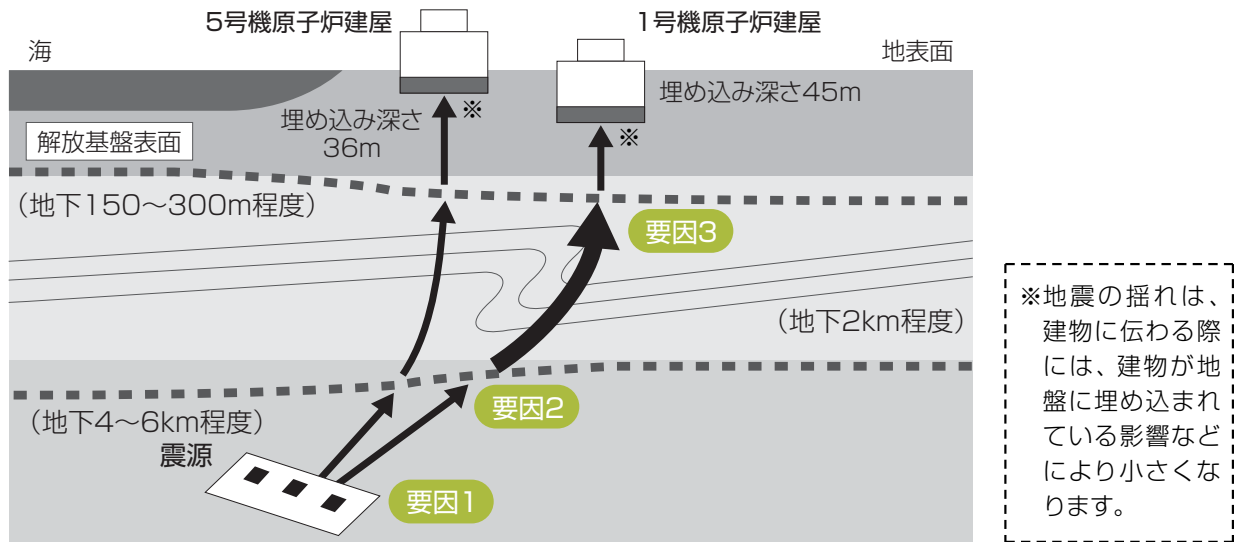 5号機原子炉建屋
1号機原子炉建屋
海
地表面
埋め込み深さ
36m
※
埋め込み深さ45m
※
解放基盤表面
（地下150～300m程度）
要因3
（地下2km程度）
要因2
（地下4～6km程度）
震源
要因1
※地震の揺れは、
建物に伝わる際
には、建物が地
盤に埋め込まれ
ている影響など
により小さくな
ります。